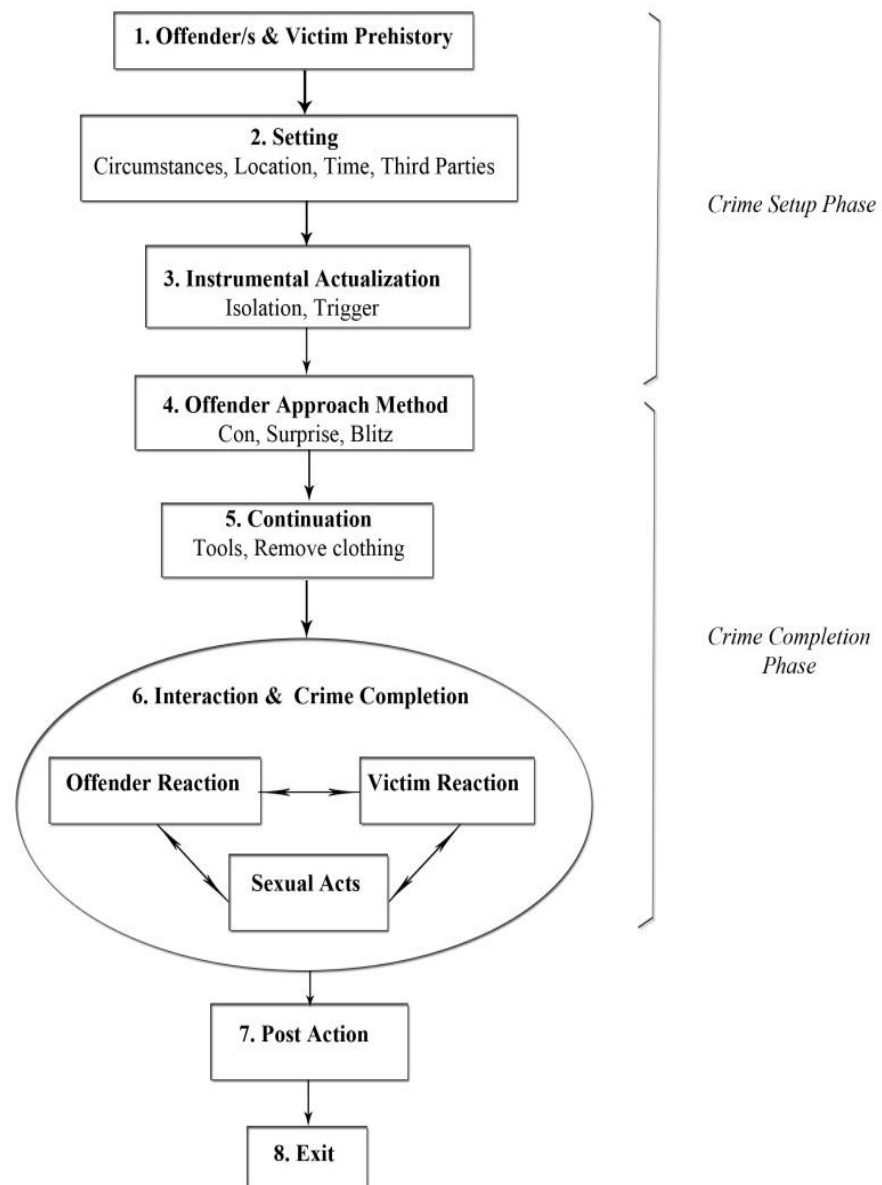 1. Offender/s & Victim Prehistory
2. Setting
Circumstances, Location, Time, Third Parties
Crime Setup Phase
3. Instrumental Actualization
Isolation, Trigger
4. Offender Approach Method
Con, Surprise, Blitz
5. Continuation
Tools, Remove clothing
Crime Completion
Phase
6. Interaction & Crime Completion
Offender Reaction
Victim Reaction
Sexual Acts
7. Post Action
8. Exit